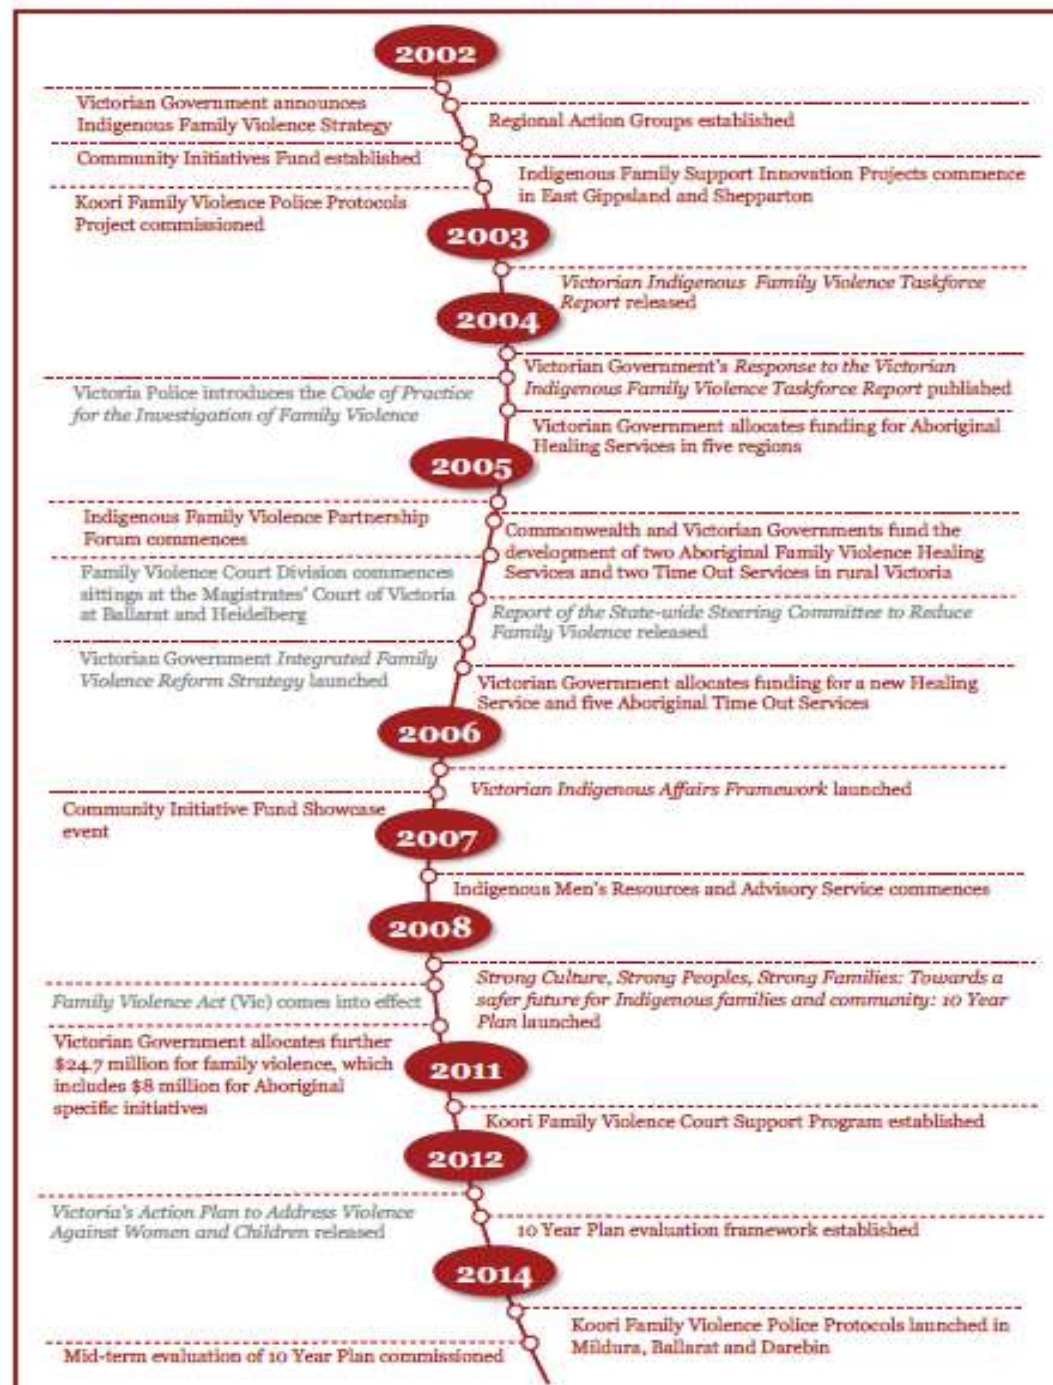 2002
Victorian Government announces
Indigenous Family Violence Strategy
Regional Action Groups established
Community Initiatives Fund established
Indigenous Family Support Innovation Projects commence
in East Gippsland and Shepparton
Koori Family Violence Police Protocols
Project commissioned
2003
Victorian Indigenous Family Violence Taskforce
Report released
2004
Victorian Government's Response to the Victorian
Indigenous Family Violence Taskforce Report published
Victoria Police introduces the Code of Practice
for the Investigation of Family Violence
Victorian Government allocates funding for Aboriginal
Healing Services in five regions
2005
Indigenous Family Violence Partnership
Forum commences
Commonwealth and Victorian Governments fund the
development of two Aboriginal Family Violence Healing
Services and two Time Out Services in rural Victoria
Family Violence Court Division commences
sittings at the Magistrates' Court of Victoria
at Ballarat and Heidelberg
Report of the State-wide Steering Committee to Reduce
Family Violence released
Victorian Government Integrated Family
Violence Reform Strategy launched
Victorian Government allocates funding for a new Healing
Service and five Aboriginal Time Out Services
2006
Victorian Indigenous Affairs Framework launched
Community Initiative Fund Showcase
event
2007
Indigenous Men's Resources and Advisory Service commences
2008
Strong Culture, Strong Peoples, Strong Families: Towards a
safer future for Indigenous families and community: 10 Year
Plan launched
Family Violence Act (Vic) comes into effect
Victorian Government allocates further
$24.7 million for family violence, which
includes $8 million for Aboriginal
specific initiatives
2011
Koori Family Violence Court Support Program established
2012
Victoria's Action Plan to Address Violence
Against Women and Children released
10 Year Plan evaluation framework established
2014
Koori Family Violence Police Protocols launched in
Mildura, Ballarat and Darebin
Mid-term evaluation of 10 Year Plan commissioned